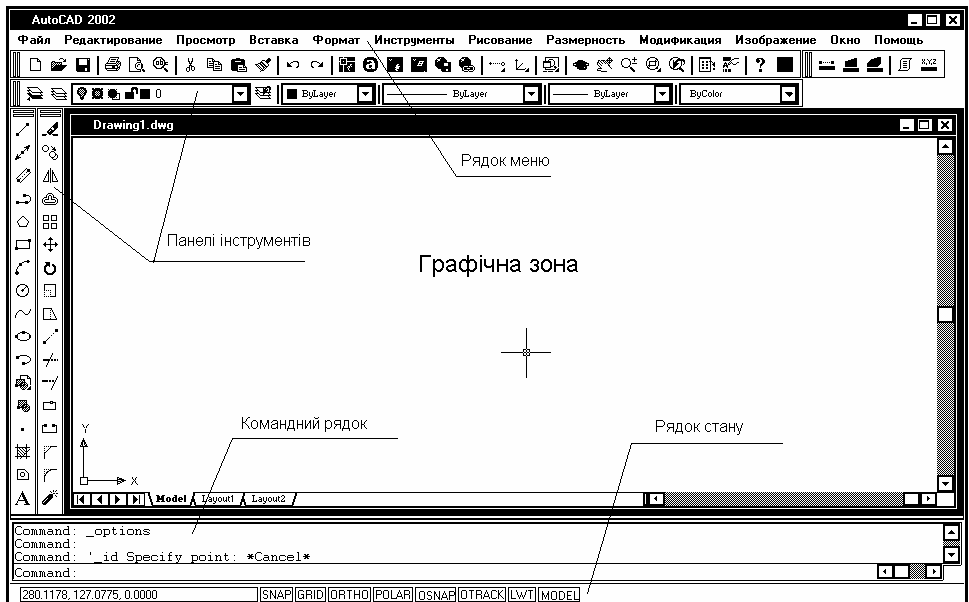 AutoCAD 2002
Файл Редактирование Просмотр Вставка Формат Инструменты Рисование Размерность Модификация Изображение Окно Помощь
0 ByLayer ByLayer ByLayer ByColor
Drawing1.dwg
Рядок меню
Панелі інструментів
Графічна зона
Командний рядок
Рядок стану
Y
X
A
Model Layout1 Layout2
Command: _options
Command:
Command: '_id Specify point: *Cancel*
Command:
280.1178, 127.0775, 0.0000 SNAP GRID ORTHO POLAR OSNAP OTRACK LWT MODEL